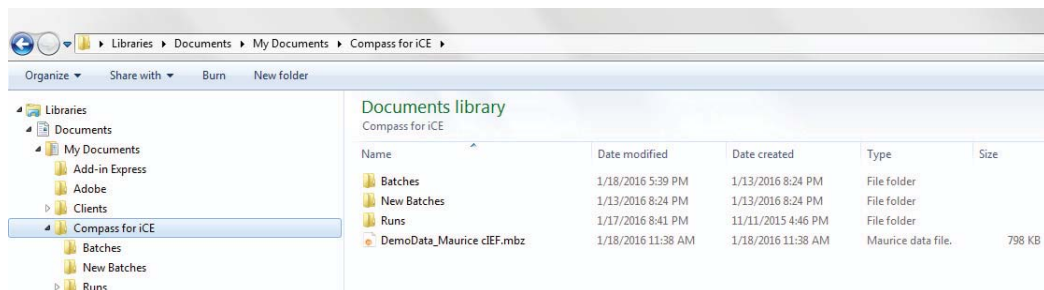 Libraries ▸ Documents ▸ My Documents ▸ Compass for iCE ▸
Organize ▾ Share with ▾ Burn New folder
Libraries
Documents
My Documents
Add-in Express
Adobe
Clients
Compass for iCE
Batches
New Batches
Runs
Documents library
Compass for iCE
Name Date modified Date created Type Size
Batches 1/18/2016 5:39 PM 1/13/2016 8:24 PM File folder
New Batches 1/13/2016 8:24 PM 1/13/2016 8:24 PM File folder
Runs 1/17/2016 8:41 PM 11/11/2015 4:46 PM File folder
DemoData_Maurice cIEF.mbz 1/18/2016 11:38 AM 1/18/2016 11:38 AM Maurice data file. 798 KB